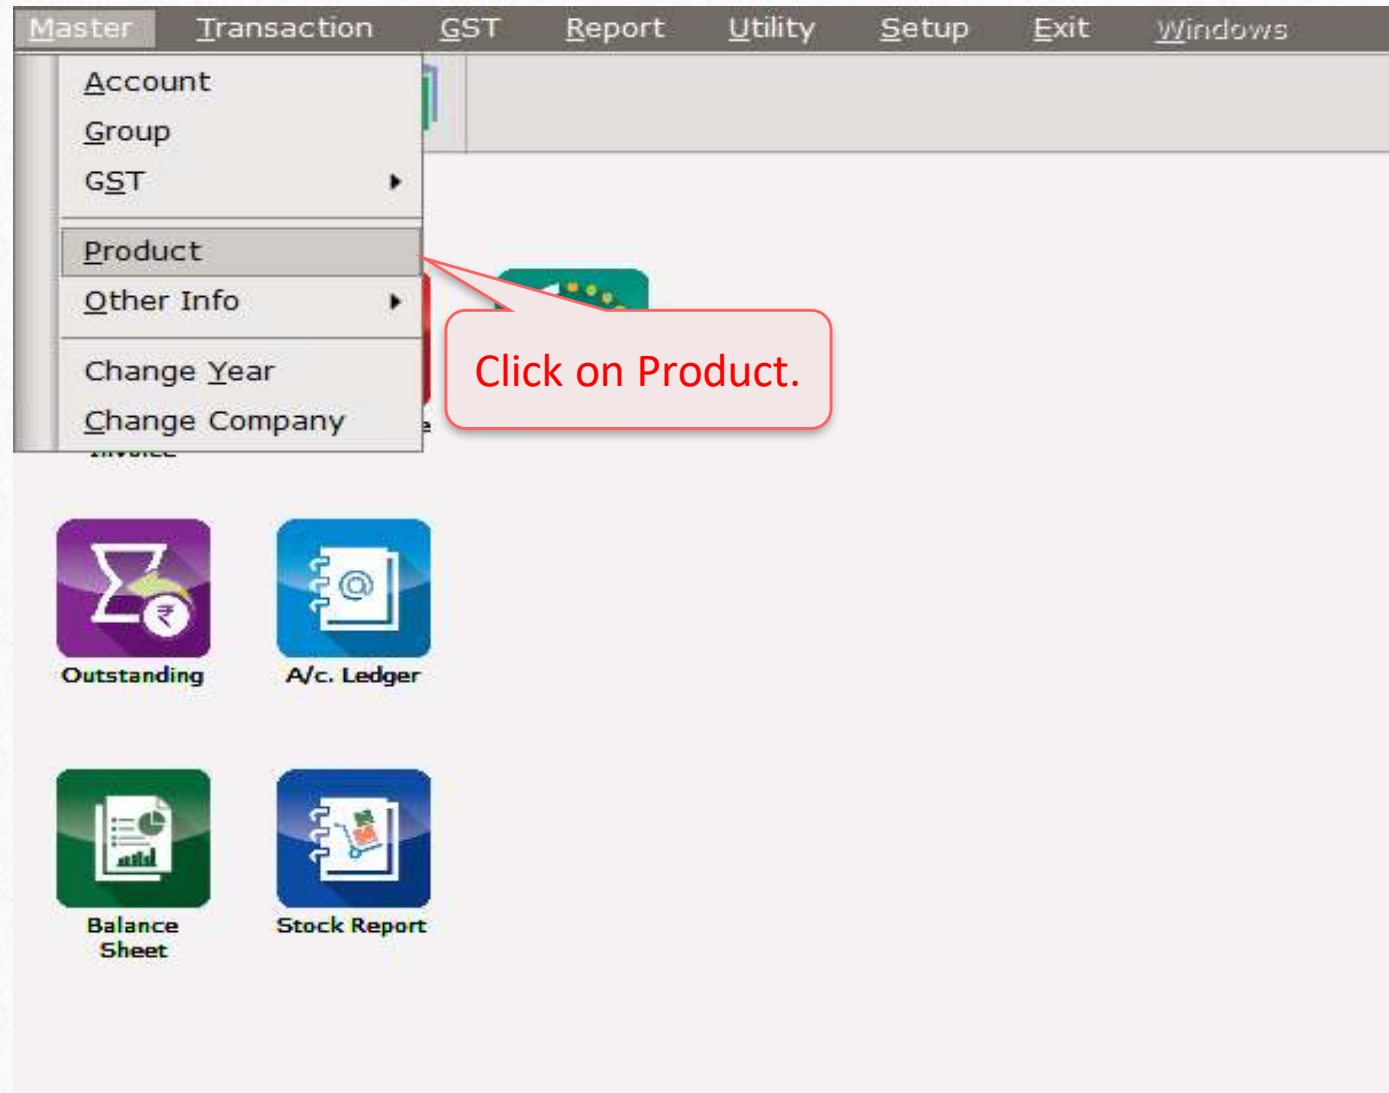 Master Transaction GST Report Utility Setup Exit Windows
Account
Group
GST
Product
Other Info
Change Year
Change Company
Click on Product.
Outstanding A/c. Ledger
Balance Stock Report
Sheet